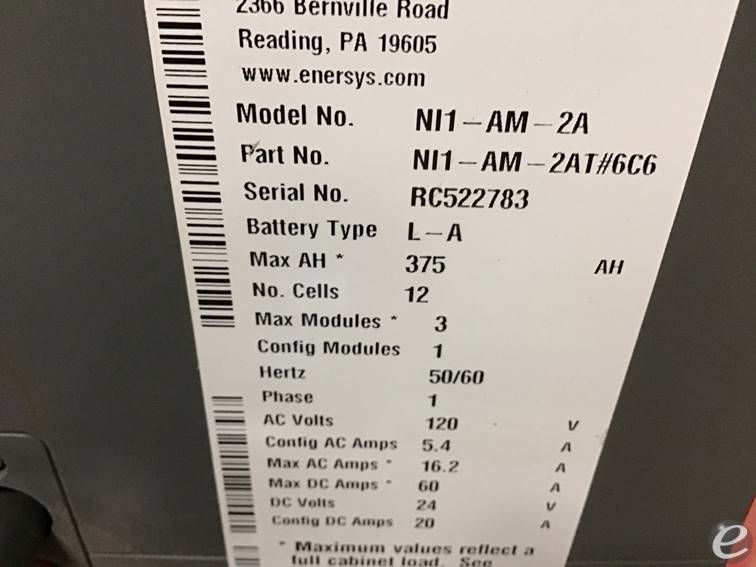 2366 Bernville Road
Reading, PA 19605
www.enersys.com
Model No. NI1-AM-2A
Part No. NI1-AM-2AT#6C6
Serial No. RC522783
Battery Type L-A
Max AH * 375 AH
No. Cells 12
Max Modules * 3
Config Modules 1
Hertz 50/60
Phase 1
AC Volts 120 V
Config AC Amps 5.4 A
Max AC Amps * 16.2 A
Max DC Amps * 60 A
DC Volts 24 V
Config DC Amps 20 A
* Maximum values reflect a
full cabinet load. See
e